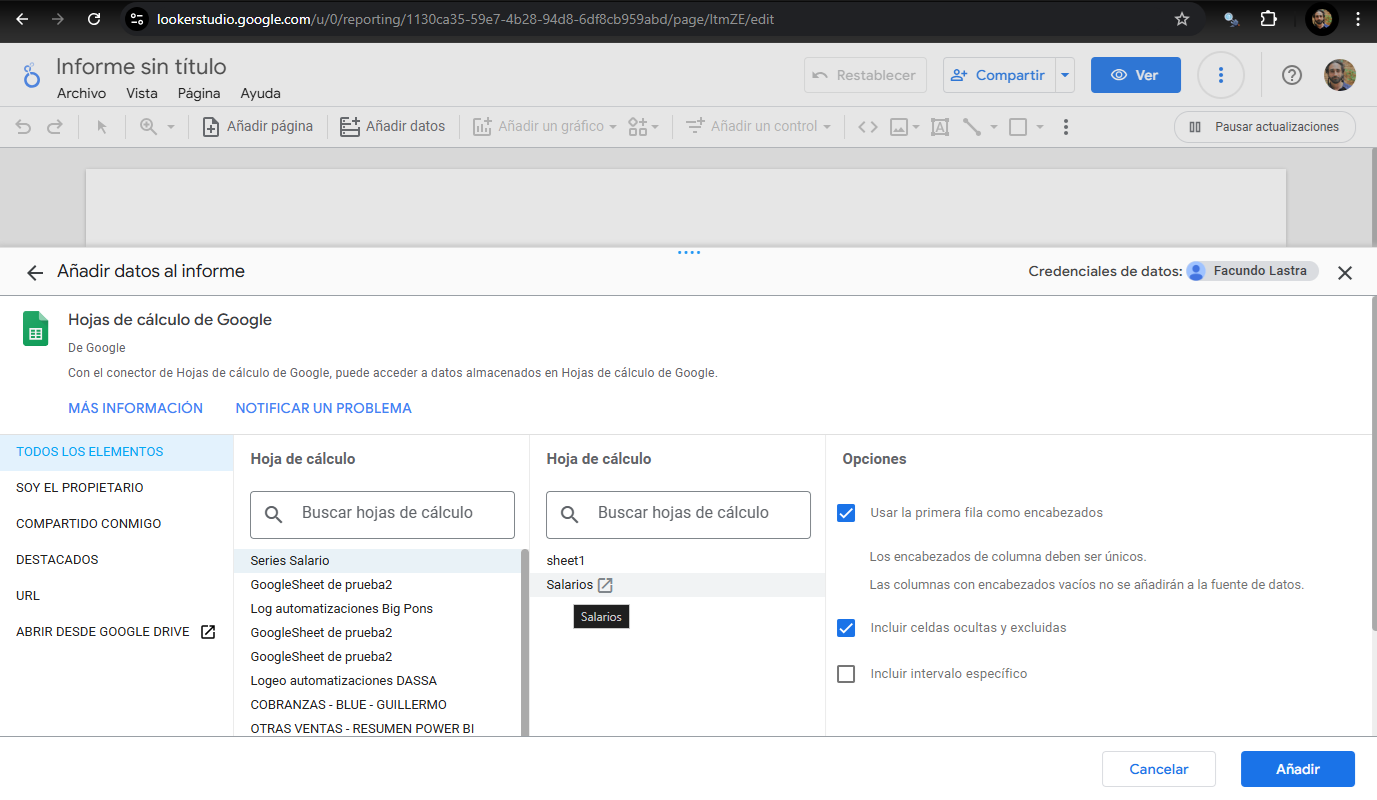 lookerstudio.google.com/u/0/reporting/1130ca35-59e7-4b28-94d8-6df8cb959abd/page/ltmZE/edit
Informe sin título
Archivo Vista Página Ayuda
Restablecer
Compartir
Ver
Añadir página
Añadir datos
Añadir un gráfico
Añadir un control
Pausar actualizaciones
Añadir datos al informe
Credenciales de datos: Facundo Lastra
Hojas de cálculo de Google
De Google
Con el conector de Hojas de cálculo de Google, puede acceder a datos almacenados en Hojas de cálculo de Google.
MÁS INFORMACIÓN NOTIFICAR UN PROBLEMA
TODOS LOS ELEMENTOS
SOY EL PROPIETARIO
COMPARTIDO CONMIGO
DESTACADOS
URL
ABRIR DESDE GOOGLE DRIVE
Hoja de cálculo
Buscar hojas de cálculo
Series Salario
GoogleSheet de prueba2
Log automatizaciones Big Pons
GoogleSheet de prueba2
GoogleSheet de prueba2
Logeo automatizaciones DASSA
COBRANZAS - BLUE - GUILLERMO
OTRAS VENTAS - RESUMEN POWER BI
Hoja de cálculo
Buscar hojas de cálculo
sheet1
Salarios
Salarios
Opciones
Usar la primera fila como encabezados
Los encabezados de columna deben ser únicos.
Las columnas con encabezados vacíos no se añadirán a la fuente de datos.
Incluir celdas ocultas y excluidas
Incluir intervalo específico
Cancelar
Añadir